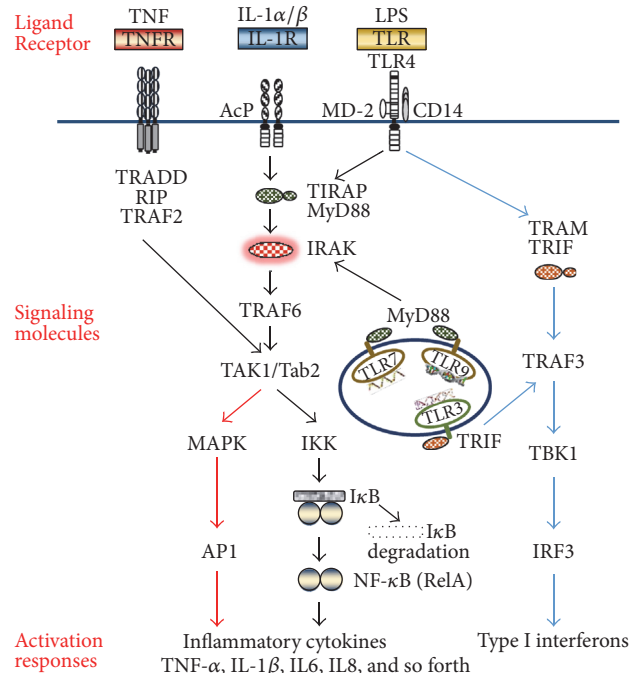 Ligand
Receptor
TNF
TNFR
IL-1α/β
IL-1R
LPS
TLR
TLR4
AcP
MD-2
CD14
TRADD
RIP
TRAF2
TIRAP
MyD88
TRAM
TRIF
IRAK
Signaling
molecules
TRAF6
MyD88
TLR7
TLR9
TLR3
TRIF
TRAF3
TAK1/Tab2
MAPK
IKK
TBK1
IκB
IκB
degradation
AP1
NF-κB (RelA)
IRF3
Activation
responses
Inflammatory cytokines
TNF-α, IL-1β, IL6, IL8, and so forth
Type I interferons